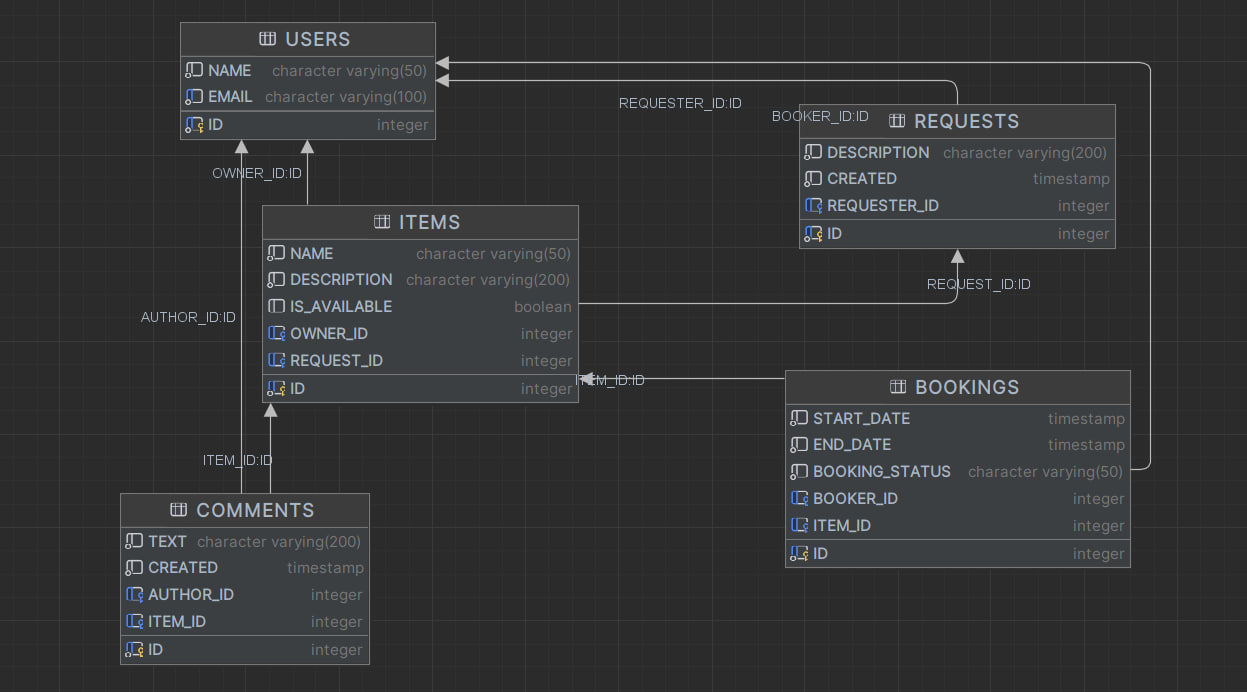 USERS
NAME character varying(50)
EMAIL character varying(100)
ID integer
REQUESTER_ID:ID
BOOKER_ID:ID
REQUESTS
DESCRIPTION character varying(200)
CREATED timestamp
REQUESTER_ID integer
ID integer
OWNER_ID:ID
ITEMS
NAME character varying(50)
DESCRIPTION character varying(200)
IS_AVAILABLE boolean
OWNER_ID integer
REQUEST_ID integer
ID integer
REQUEST_ID:ID
AUTHOR_ID:ID
ITEM_ID:ID
BOOKINGS
START_DATE timestamp
END_DATE timestamp
BOOKING_STATUS character varying(50)
BOOKER_ID integer
ITEM_ID integer
ID integer
ITEM_ID:ID
COMMENTS
TEXT character varying(200)
CREATED timestamp
AUTHOR_ID integer
ITEM_ID integer
ID integer